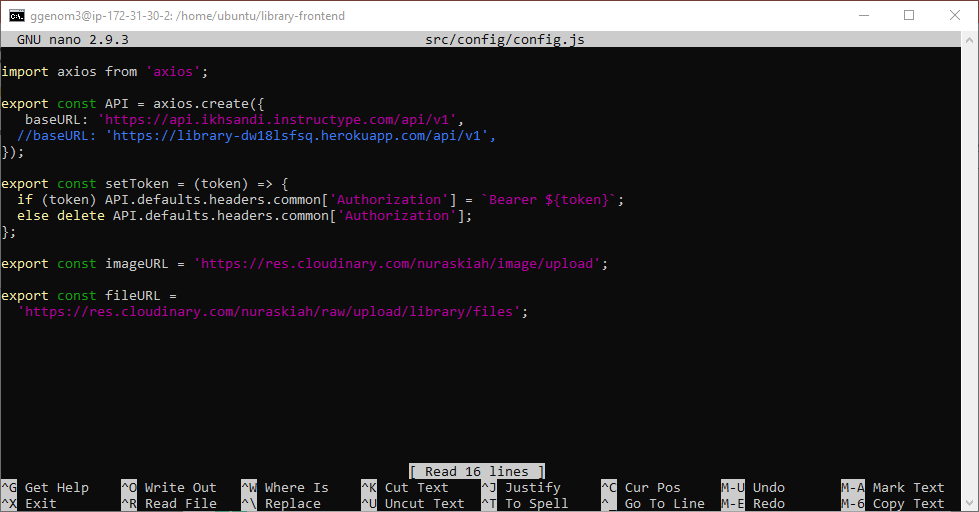 ggenom3@ip-172-31-30-2: /home/ubuntu/library-frontend
GNU nano 2.9.3 src/config/config.js
import axios from 'axios';
export const API = axios.create({
baseURL: 'https://api.ikhsandi.instructype.com/api/v1',
//baseURL: 'https://library-dw18lsfsq.herokuapp.com/api/v1',
});
export const setToken = (token) => {
if (token) API.defaults.headers.common['Authorization'] = `Bearer ${token}`;
else delete API.defaults.headers.common['Authorization'];
};
export const imageURL = 'https://res.cloudinary.com/nuraskiah/image/upload';
export const fileURL =
'https://res.cloudinary.com/nuraskiah/raw/upload/library/files';
[ Read 16 lines ]
^G Get Help ^O Write Out ^W Where Is ^K Cut Text ^J Justify ^C Cur Pos M-U Undo M-A Mark Text
^X Exit ^R Read File ^\ Replace ^U Uncut Text ^T To Spell ^_ Go To Line M-E Redo M-6 Copy Text